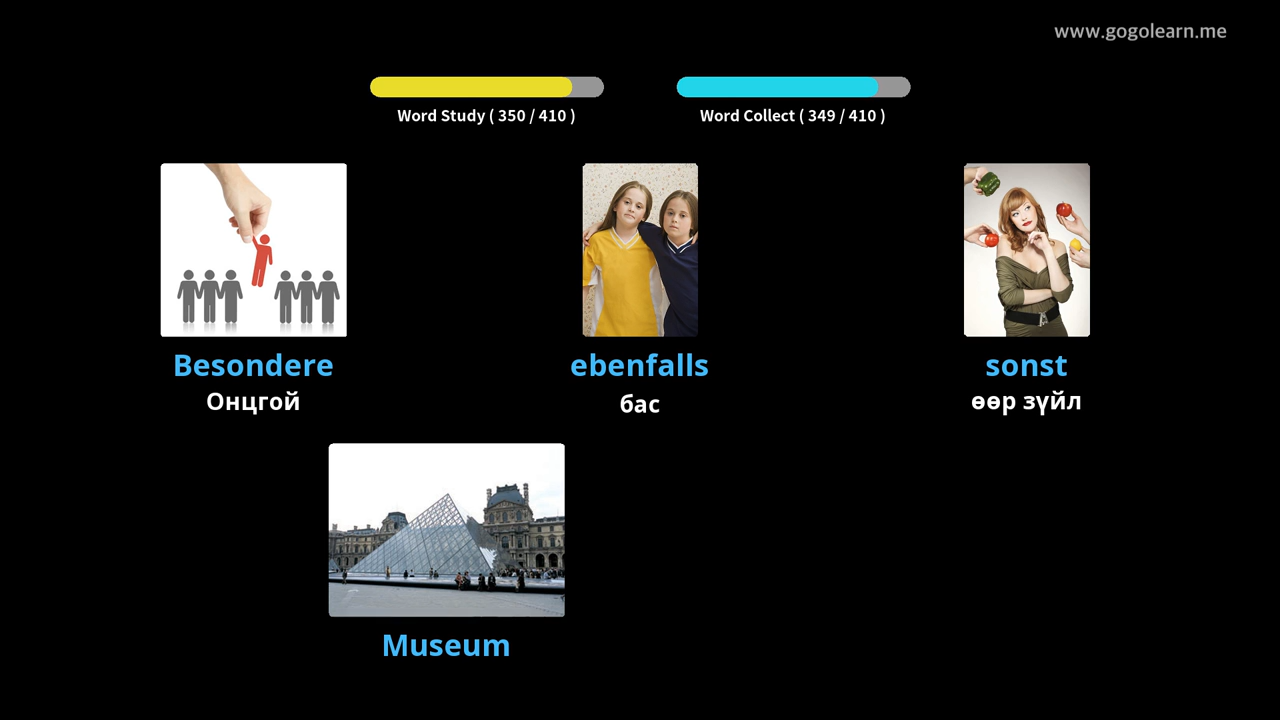 www.gogolearn.me
Word Study ( 350 / 410 )
Word Collect ( 349 / 410 )
Besondere
Онцгой
ebenfalls
бас
sonst
өөр зүйл
Museum